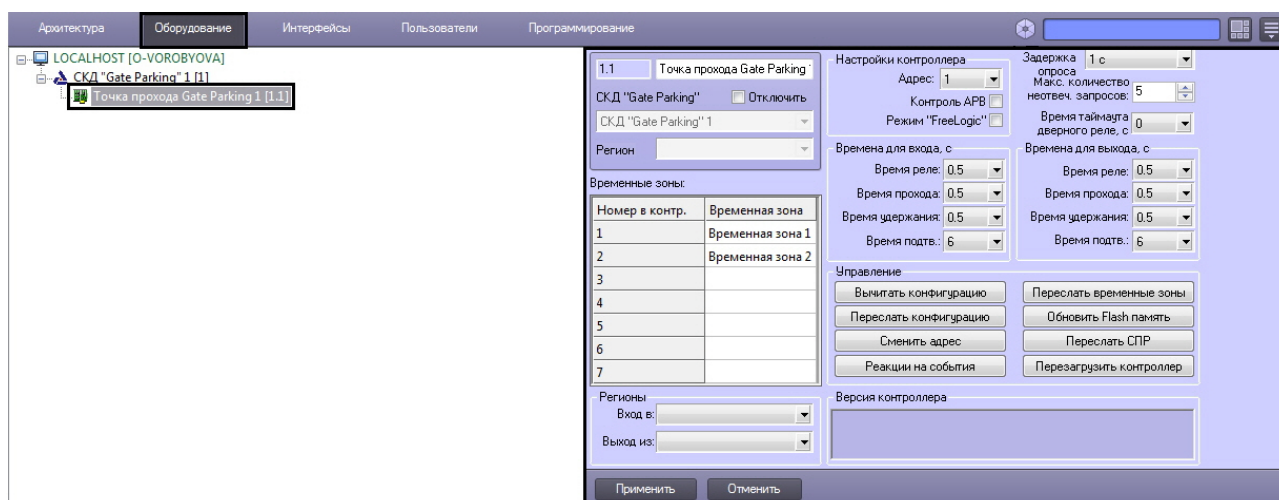 Архитектура Оборудование Интерфейсы Пользователи Программирование
LOCALHOST [O-VOROBYOVA]
СКД "Gate Parking" 1 [1]
Точка прохода Gate Parking 1 [1.1]
1.1 Точка прохода Gate Parking
СКД "Gate Parking" Отключить
СКД "Gate Parking" 1
Регион
Временные зоны:
Номер в контр. Временная зона
1 Временная зона 1
2 Временная зона 2
3
4
5
6
7
Регионы
Вход в:
Выход из:
Настройки контроллера
Адрес: 1
Контроль APB
Режим "FreeLogic"
Задержка опроса 1 с
Макс. количество
неотвеч. запросов: 5
Время таймаута
дверного реле, с 0
Времена для входа, с
Время реле: 0.5
Время прохода: 0.5
Время удержания: 0.5
Время подтв.: 6
Времена для выхода, с
Время реле: 0.5
Время прохода: 0.5
Время удержания: 0.5
Время подтв.: 6
Управление
Вычитать конфигурацию Переслать временные зоны
Переслать конфигурацию Обновить Flash память
Сменить адрес Переслать СПР
Реакции на события Перезагрузить контроллер
Версия контроллера
Применить Отменить